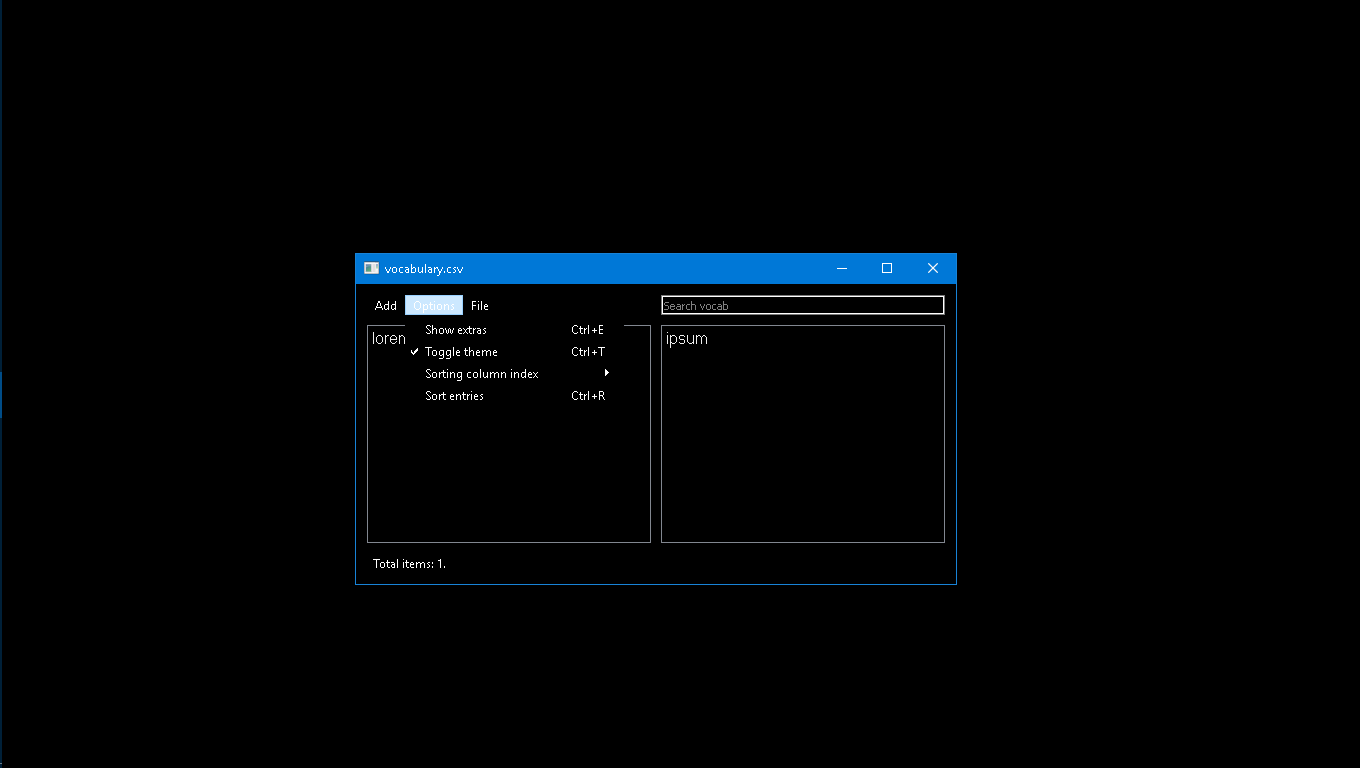 vocabulary.csv
Add Options File Search vocab
Show extras Ctrl+E
loren ipsum
Toggle theme Ctrl+T
Sorting column index
Sort entries Ctrl+R
Total items: 1.